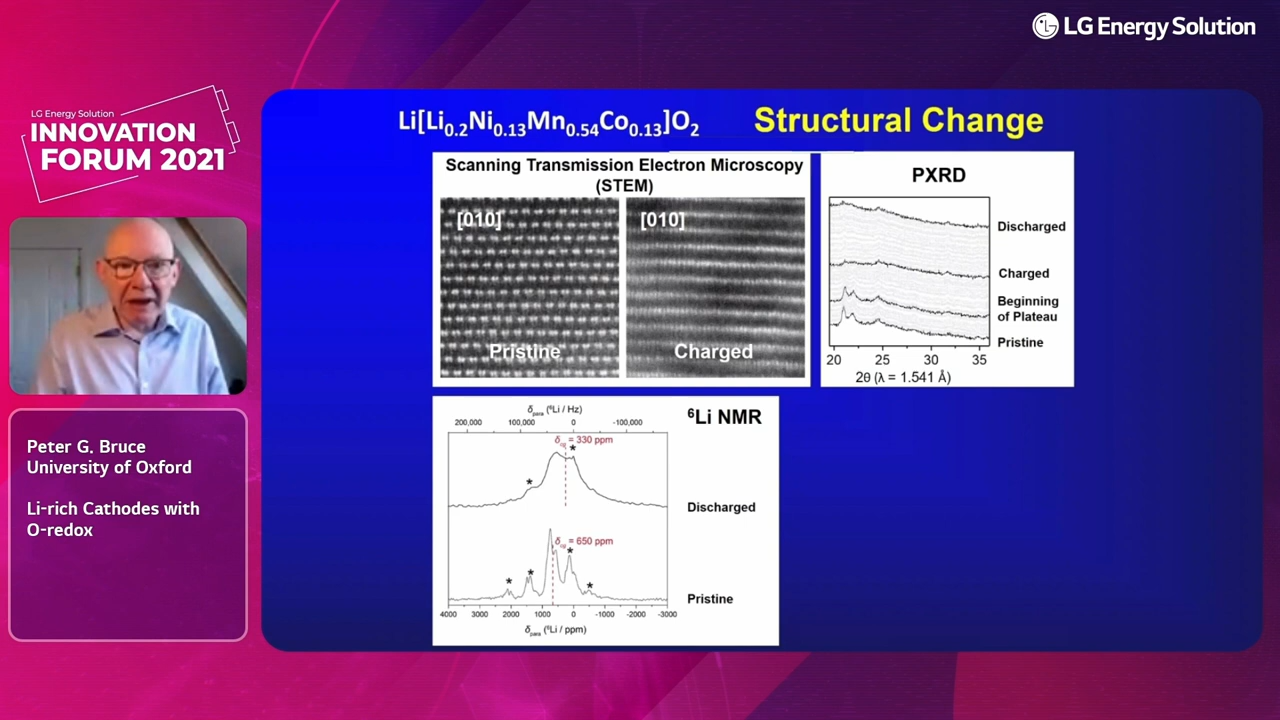 LG Energy Solution
LG Energy Solution
INNOVATION
FORUM 2021
Peter G. Bruce
University of Oxford
Li-rich Cathodes with
O-redox
Li[Li0.2Ni0.13Mn0.54Co0.13]O2
Structural Change
Scanning Transmission Electron Microscopy
(STEM)
[010]
Pristine
[010]
Charged
PXRD
Discharged
Charged
Beginning
of Plateau
Pristine
20 25 30 35
2θ (λ = 1.541 Å)
⁶Li NMR
δpara (⁶Li / Hz)
200,000 100,000 0 -100,000
δcg = 330 ppm
* *
Discharged
δcg = 650 ppm
* * * *
Pristine
4000 3000 2000 1000 0 -1000 -2000 -3000
δpara (⁶Li / ppm)